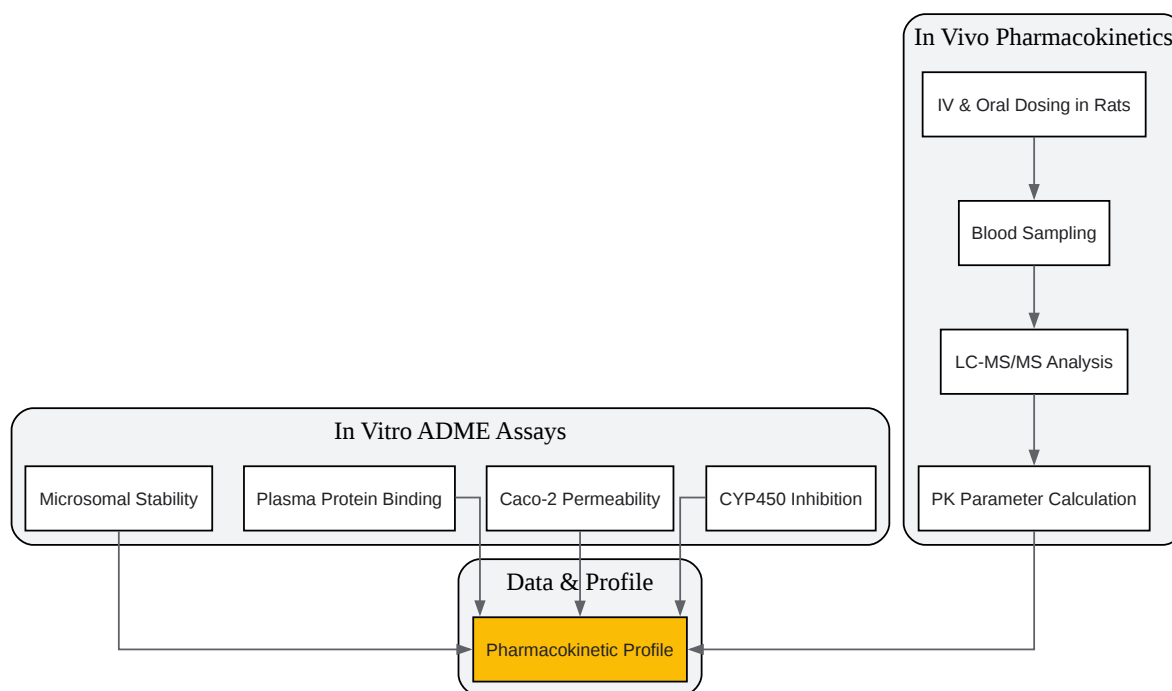 In Vivo Pharmacokinetics
IV & Oral Dosing in Rats
Blood Sampling
LC-MS/MS Analysis
In Vitro ADME Assays
Microsomal Stability
Plasma Protein Binding
Caco-2 Permeability
CYP450 Inhibition
PK Parameter Calculation
Data & Profile
Pharmacokinetic Profile